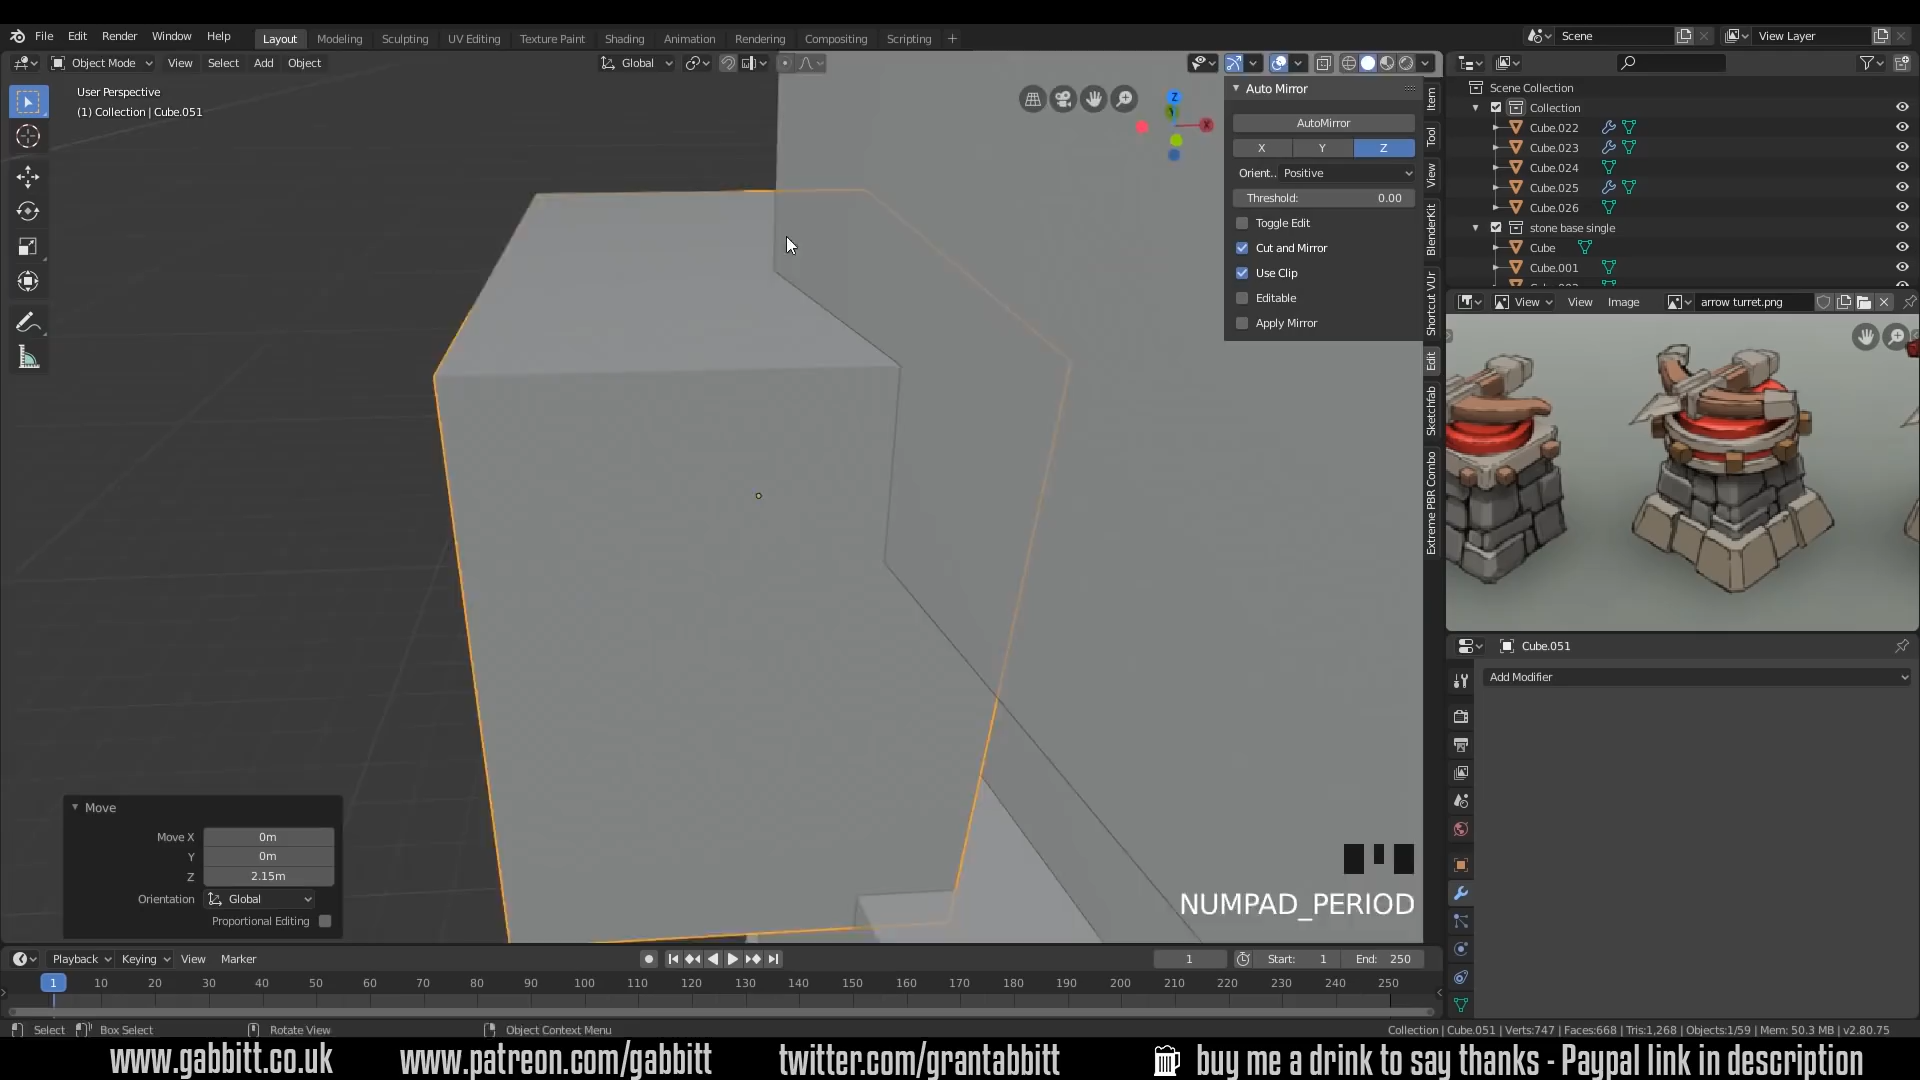 File Edit Render Window Help
Layout Modeling Sculpting UV Editing Texture Paint Shading Animation Rendering Compositing Scripting +
Scene
View Layer
Object Mode View Select Add Object
Global
User Perspective
(1) Collection | Cube.051
Z
X
Auto Mirror
AutoMirror
X Y Z
Orient.. Positive
Threshold: 0.00
Toggle Edit
Cut and Mirror
Use Clip
Editable
Apply Mirror
Item
Tool
View
BlenderKit
Shortcut VUr
Edit
Sketchfab
Extreme PBR Combo
Scene Collection
Collection
Cube.022
Cube.023
Cube.024
Cube.025
Cube.026
stone base single
Cube
Cube.001
View View Image arrow turret.png
Cube.051
Add Modifier
Move
Move X 0m
Y 0m
Z 2.15m
Orientation Global
Proportional Editing
NUMPAD_PERIOD
Playback Keying View Marker
1 Start: 1 End: 250
1 10 20 30 40 50 60 70 80 90 100 110 120 130 140 150 160 170 180 190 200 210 220 230 240 250
Select Box Select Rotate View Object Context Menu
Collection | Cube.051 | Verts:747 | Faces:668 | Tris:1,268 | Objects:1/59 | Mem: 50.3 MB | v2.80.75
www.gabbitt.co.uk www.patreon.com/gabbitt twitter.com/grantabbitt buy me a drink to say thanks - Paypal link in description